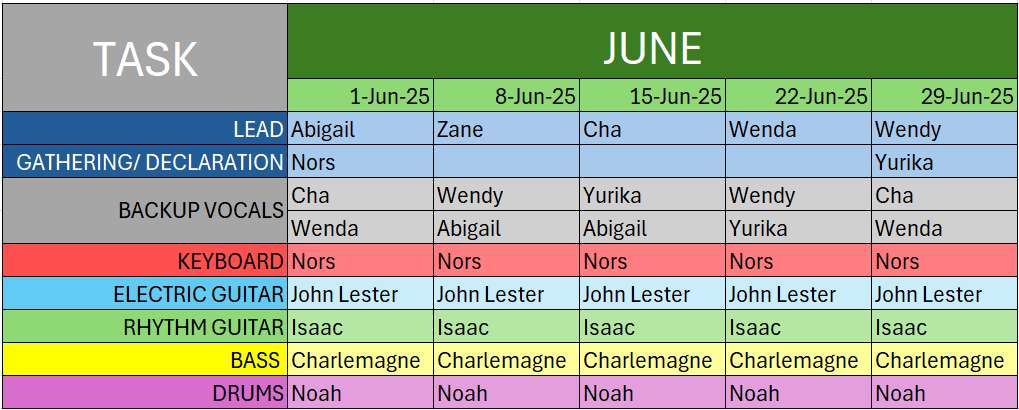 TASK JUNE
1-Jun-25 8-Jun-25 15-Jun-25 22-Jun-25 29-Jun-25
LEAD Abigail Zane Cha Wenda Wendy
GATHERING/ DECLARATION Nors Yurika
BACKUP VOCALS Cha Wendy Yurika Wendy Cha
Wenda Abigail Abigail Yurika Wenda
KEYBOARD Nors Nors Nors Nors Nors
ELECTRIC GUITAR John Lester John Lester John Lester John Lester John Lester
RHYTHM GUITAR Isaac Isaac Isaac Isaac Isaac
BASS Charlemagne Charlemagne Charlemagne Charlemagne Charlemagne
DRUMS Noah Noah Noah Noah Noah